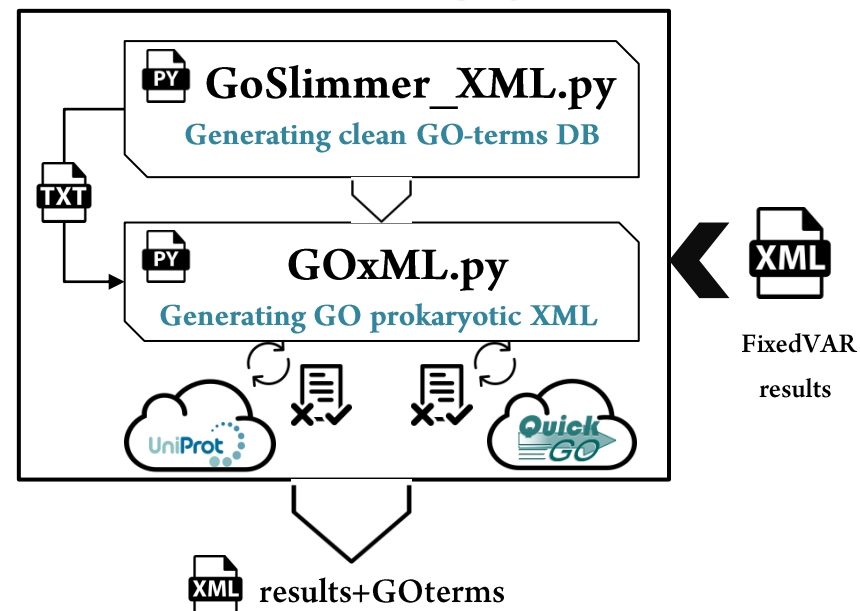 PY
GoSlimmer_XML.py
Generating clean GO-terms DB
TXT
PY
GOxML.py
Generating GO prokaryotic XML
XML
FixedVAR
results
UniProt
Quick
GO
XML
results+GOterms